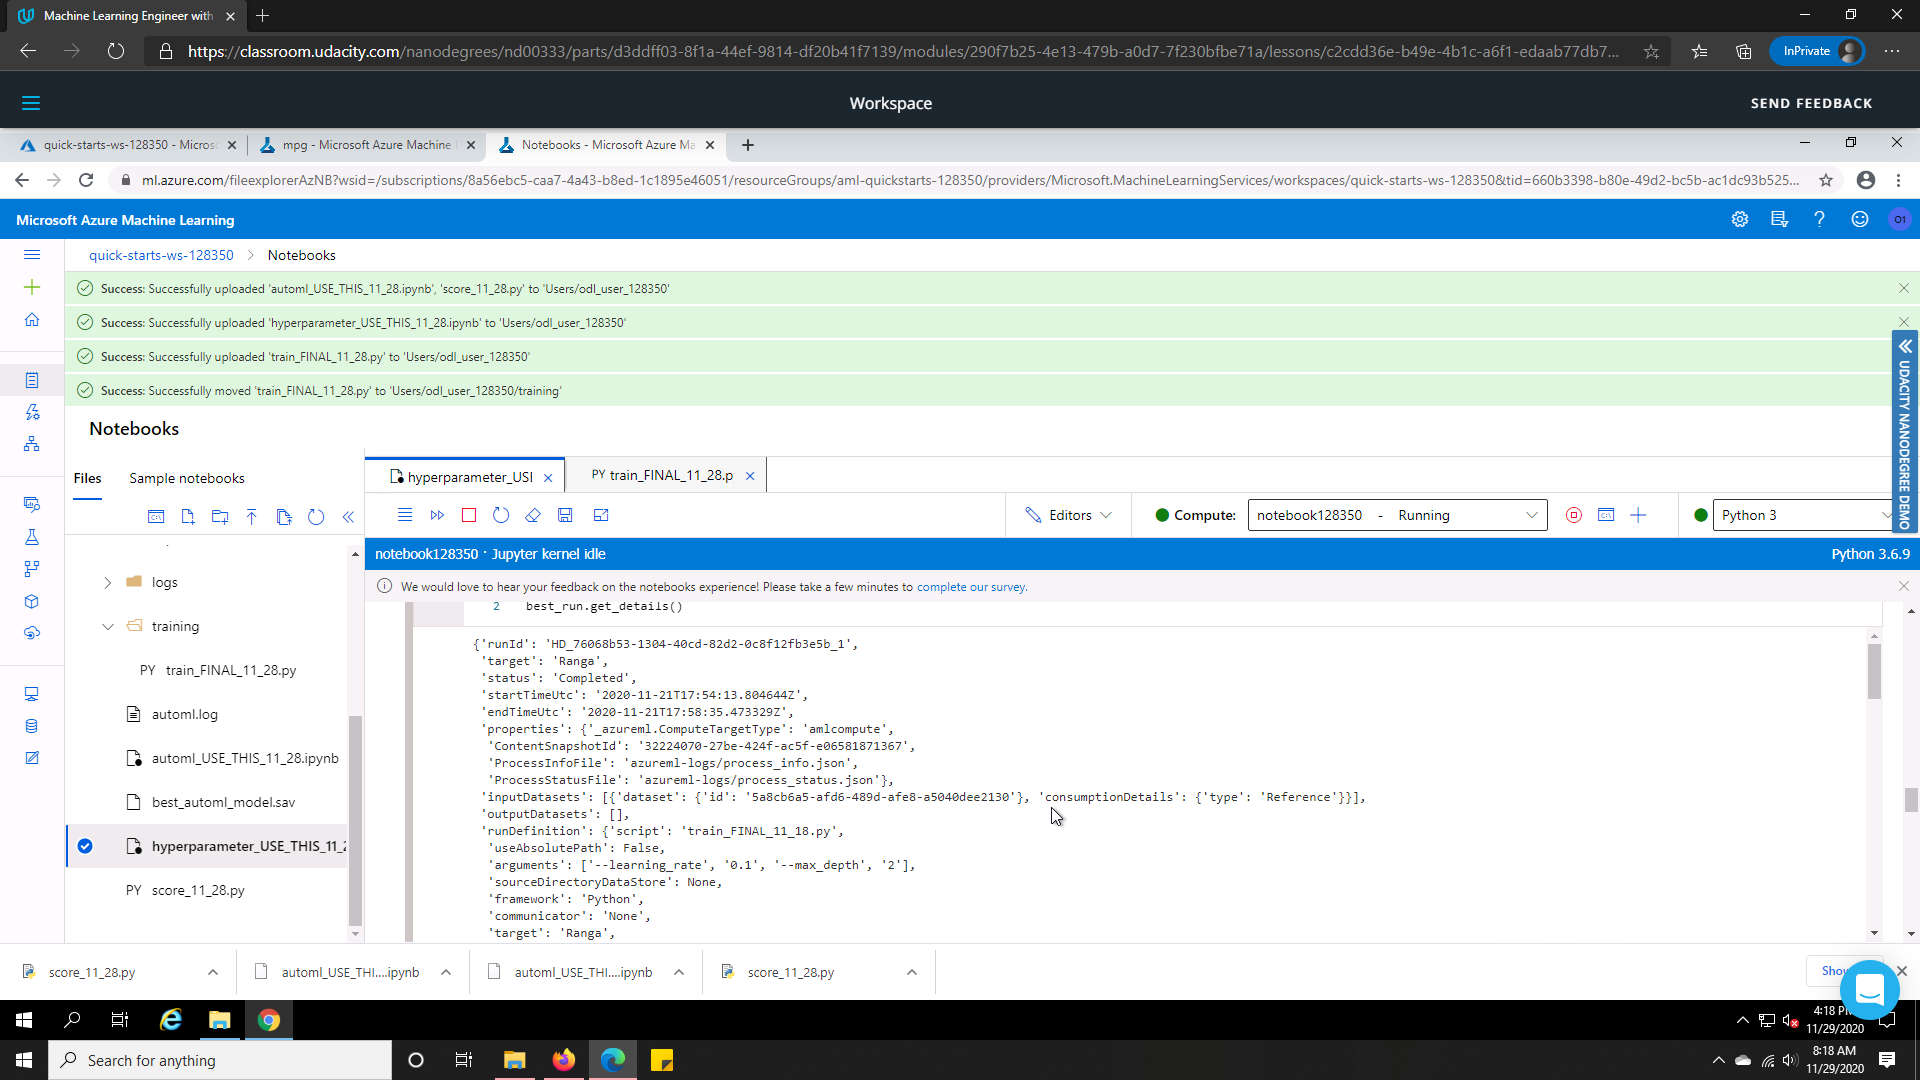 Machine Learning Engineer with
https://classroom.udacity.com/nanodegrees/nd00333/parts/d3ddff03-8f1a-44ef-9814-df20b41f7139/modules/290f7b25-4e13-479b-a0d7-7f230bfbe71a/lessons/c2cdd36e-b49e-4b1c-a6f1-edaab77db7...
InPrivate
Workspace
SEND FEEDBACK
quick-starts-ws-128350 - Micros
mpg - Microsoft Azure Machine
Notebooks - Microsoft Azure Ma
ml.azure.com/fileexplorerAzNB?wsid=/subscriptions/8a56ebc5-caa7-4a43-b8ed-1c1895e46051/resourceGroups/aml-quickstarts-128350/providers/Microsoft.MachineLearningServices/workspaces/quick-starts-ws-128350&tid=660b3398-b80e-49d2-bc5b-ac1dc93b525...
Microsoft Azure Machine Learning
O1
quick-starts-ws-128350 > Notebooks
Success: Successfully uploaded 'automl_USE_THIS_11_28.ipynb', 'score_11_28.py' to 'Users/odl_user_128350'
Success: Successfully uploaded 'hyperparameter_USE_THIS_11_28.ipynb' to 'Users/odl_user_128350'
Success: Successfully uploaded 'train_FINAL_11_28.py' to 'Users/odl_user_128350'
Success: Successfully moved 'train_FINAL_11_28.py' to 'Users/odl_user_128350/training'
UDACITY NANODEGREE DEMO
Notebooks
Files
Sample notebooks
hyperparameter_USI
PY train_FINAL_11_28.p
Editors
Compute:
notebook128350 - Running
Python 3
notebook128350 · Jupyter kernel idle
Python 3.6.9
We would love to hear your feedback on the notebooks experience! Please take a few minutes to complete our survey.
logs
training
PY train_FINAL_11_28.py
automl.log
automl_USE_THIS_11_28.ipynb
best_automl_model.sav
hyperparameter_USE_THIS_11_2
PY score_11_28.py
2 best_run.get_details()
{'runId': 'HD_76068b53-1304-40cd-82d2-0c8f12fb3e5b_1',
'target': 'Ranga',
'status': 'Completed',
'startTimeUtc': '2020-11-21T17:54:13.804644Z',
'endTimeUtc': '2020-11-21T17:58:35.473329Z',
'properties': {'_azureml.ComputeTargetType': 'amlcompute',
'ContentSnapshotId': '32224070-27be-424f-ac5f-e06581871367',
'ProcessInfoFile': 'azureml-logs/process_info.json',
'ProcessStatusFile': 'azureml-logs/process_status.json'},
'inputDatasets': [{'dataset': {'id': '5a8cb6a5-afd6-489d-afe8-a5040dee2130'}, 'consumptionDetails': {'type': 'Reference'}}],
'outputDatasets': [],
'runDefinition': {'script': 'train_FINAL_11_18.py',
'useAbsolutePath': False,
'arguments': ['--learning_rate', '0.1', '--max_depth', '2'],
'sourceDirectoryDataStore': None,
'framework': 'Python',
'communicator': 'None',
'target': 'Ranga',
score_11_28.py
automl_USE_THI....ipynb
automl_USE_THI....ipynb
score_11_28.py
4:18
11/29/2020
Search for anything
8:18 AM
11/29/2020